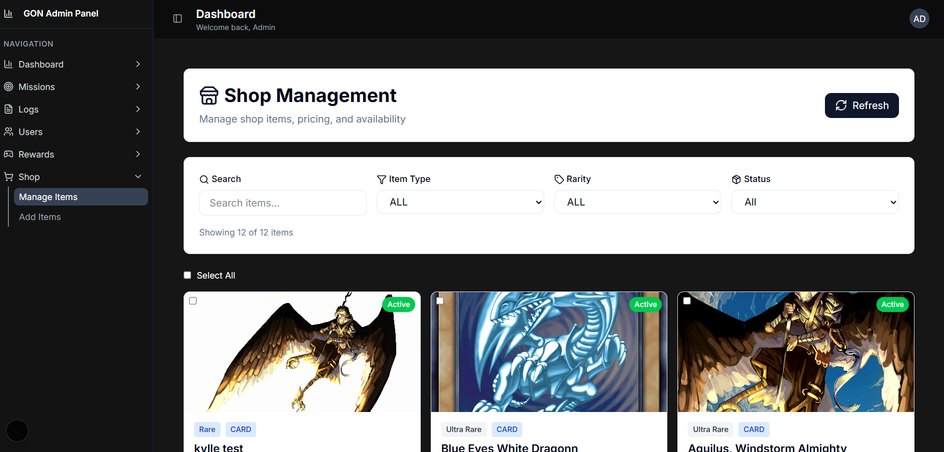 GON Admin Panel
Dashboard
Welcome back, Admin
AD
NAVIGATION
Dashboard
Missions
Logs
Users
Rewards
Shop
Manage Items
Add Items
Shop Management
Manage shop items, pricing, and availability
Refresh
Search
Item Type
Rarity
Status
Search items...
ALL
ALL
All
Showing 12 of 12 items
Select All
Active
Active
Active
Rare CARD
Ultra Rare CARD
Ultra Rare CARD
kylle test
Blue Eyes White Dragonn
Aquilus, Windstorm Almighty